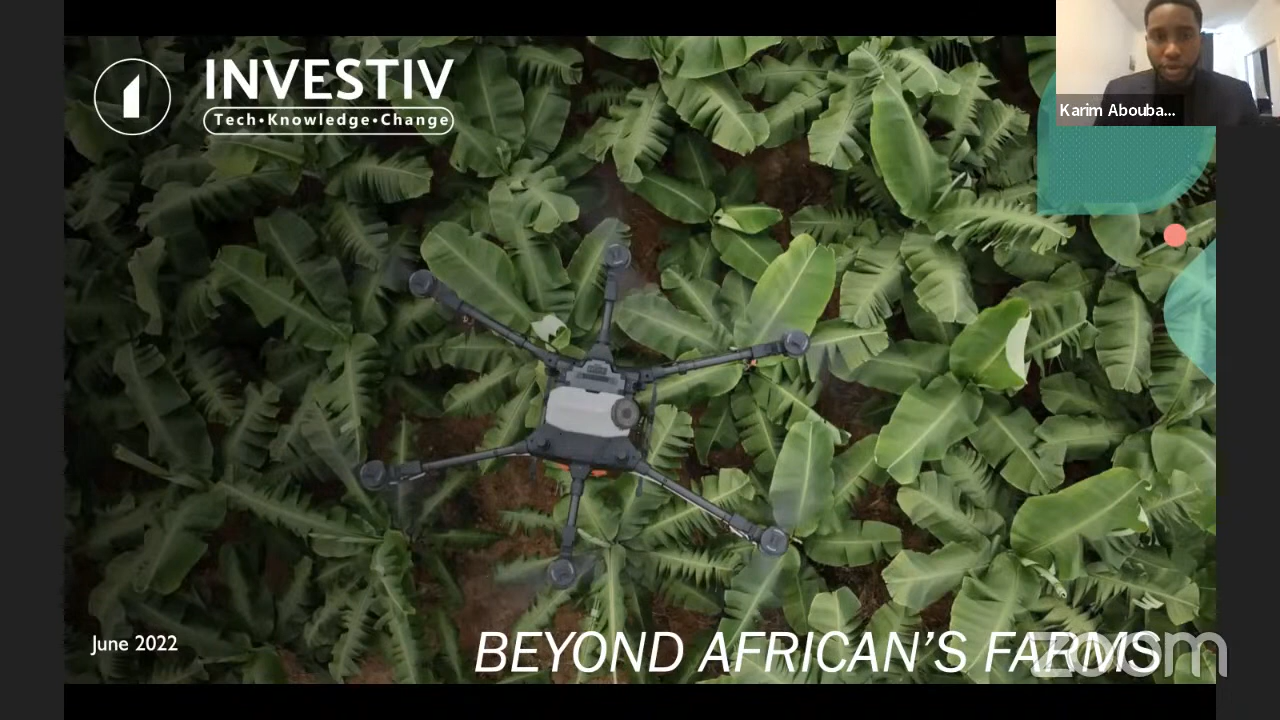 INVESTIV
Tech•Knowledge•Change
Karim Abouba...
June 2022
BEYOND AFRICAN'S FARMS
zoom